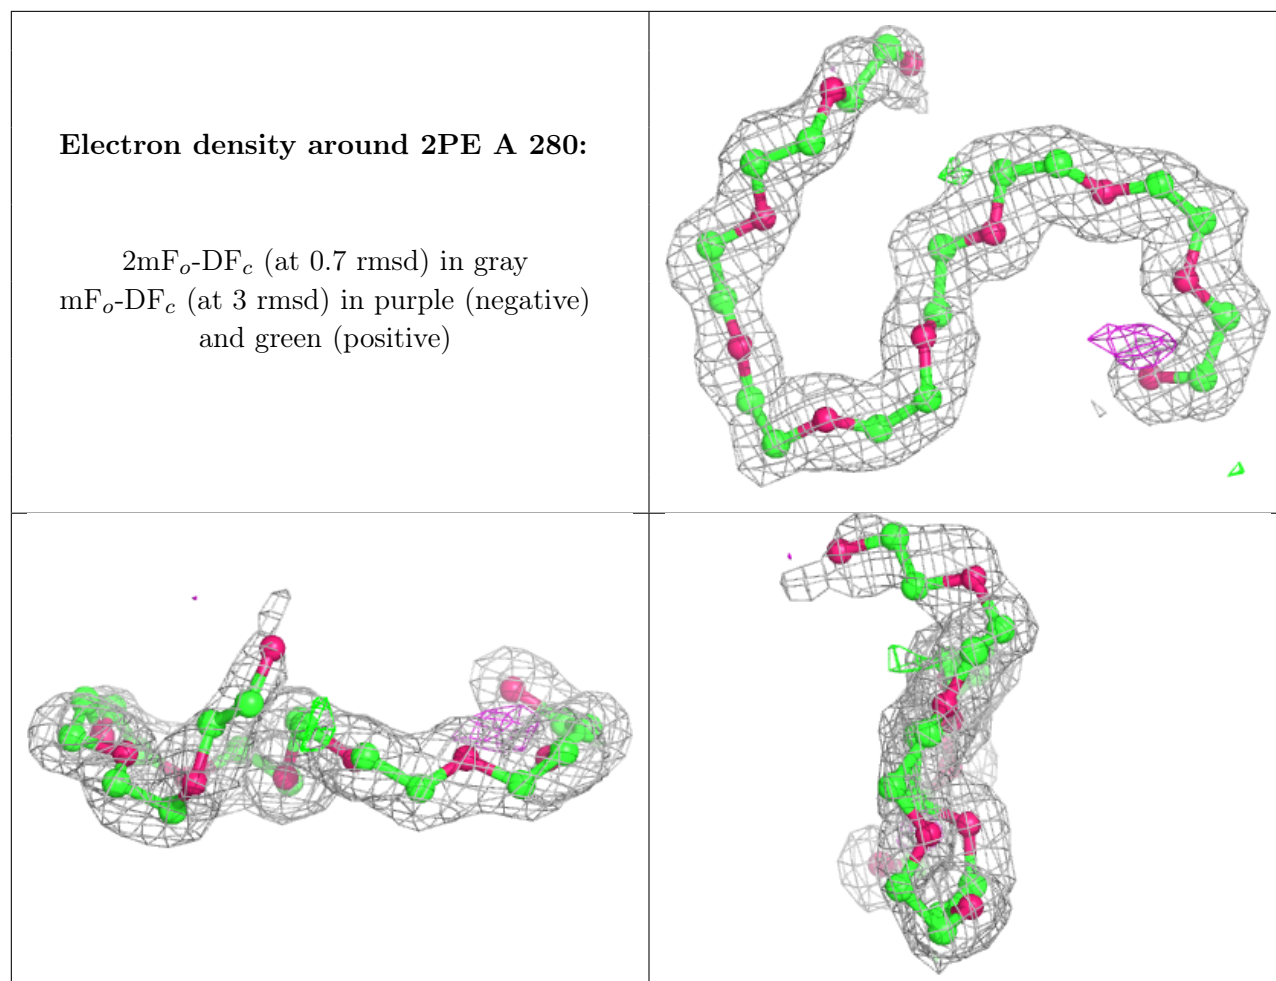 Electron density around 2PE A 280:
2mFo-DFc (at 0.7 rmsd) in gray
mFo-DFc (at 3 rmsd) in purple (negative)
and green (positive)